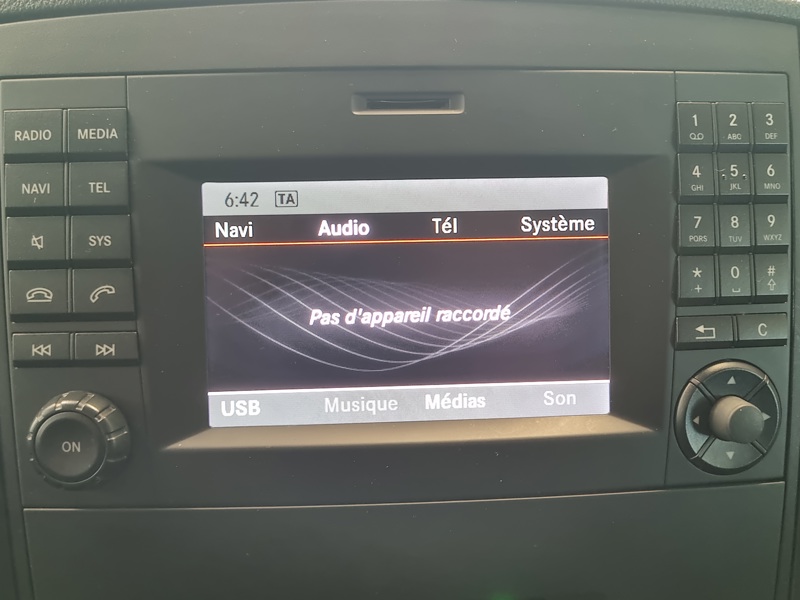 RADIO MEDIA
NAVI TEL
SYS
ON
6:42 TA
Navi Audio Tél Système
Pas d'appareil raccordé
USB Musique Médias Son
1 2 ABC 3 DEF
4 GHI 5 JKL 6 MNO
7 PQRS 8 TUV 9 WXYZ
* + 0 #
C